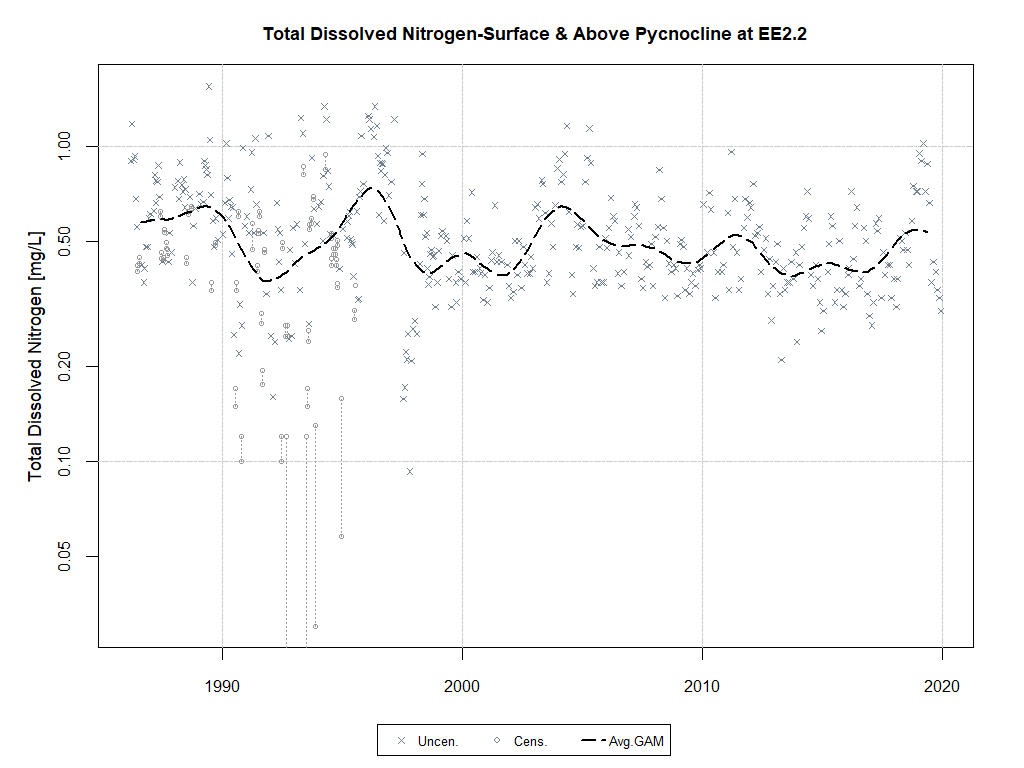 Total Dissolved Nitrogen-Surface & Above Pycnocline at EE2.2
Total Dissolved Nitrogen [mg/L]
1.00
0.50
0.20
0.10
0.05
1990
2000
2010
2020
Uncen.
Cens.
Avg.GAM